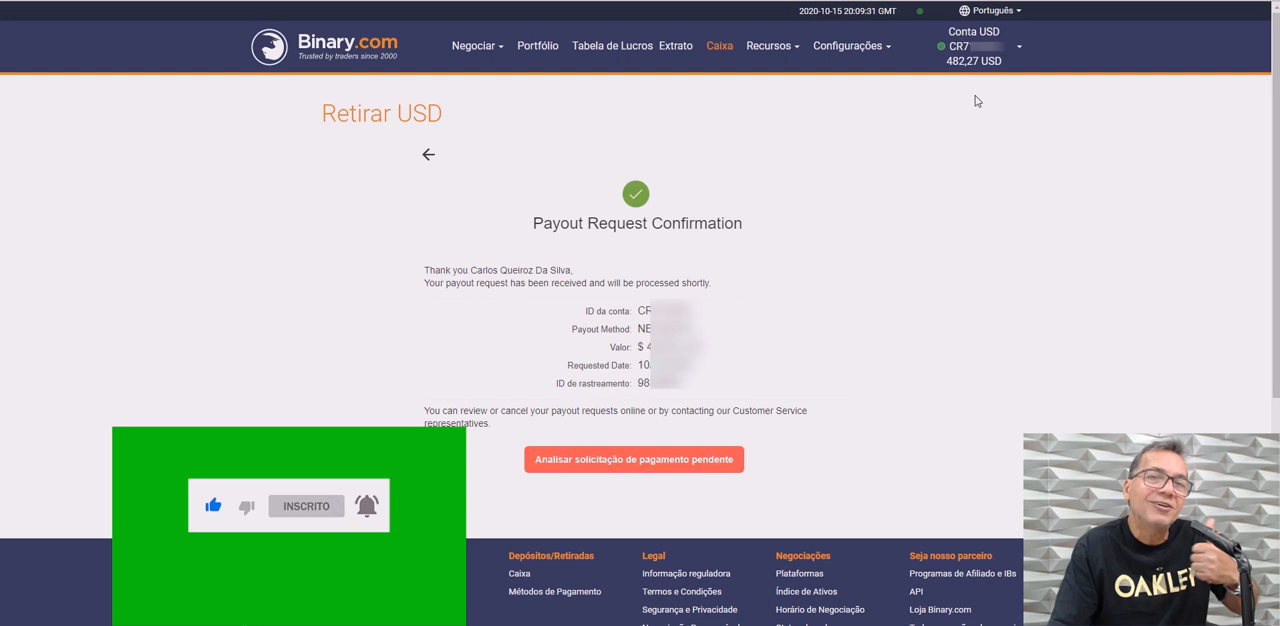 2020-10-15 20:09:31 GMT
Português
Binary.com
Trusted by traders since 2000
Negociar
Portfólio
Tabela de Lucros
Extrato
Caixa
Recursos
Configurações
Conta USD
CR7
482,27 USD
Retirar USD
Payout Request Confirmation
Thank you Carlos Queiroz Da Silva,
Your payout request has been received and will be processed shortly.
ID da conta: CR
Payout Method: NE
Valor: $ 4
Requested Date: 10
ID de rastreamento: 98
You can review or cancel your payout requests online or by contacting our Customer Service
representatives.
Analisar solicitação de pagamento pendente
INSCRITO
Depósitos/Retiradas
Caixa
Métodos de Pagamento
Legal
Informação reguladora
Termos e Condições
Segurança e Privacidade
Negociações
Plataformas
Índice de Ativos
Horário de Negociação
Seja nosso parceiro
Programas de Afiliado e IBs
API
Loja Binary.com
OAKLEY